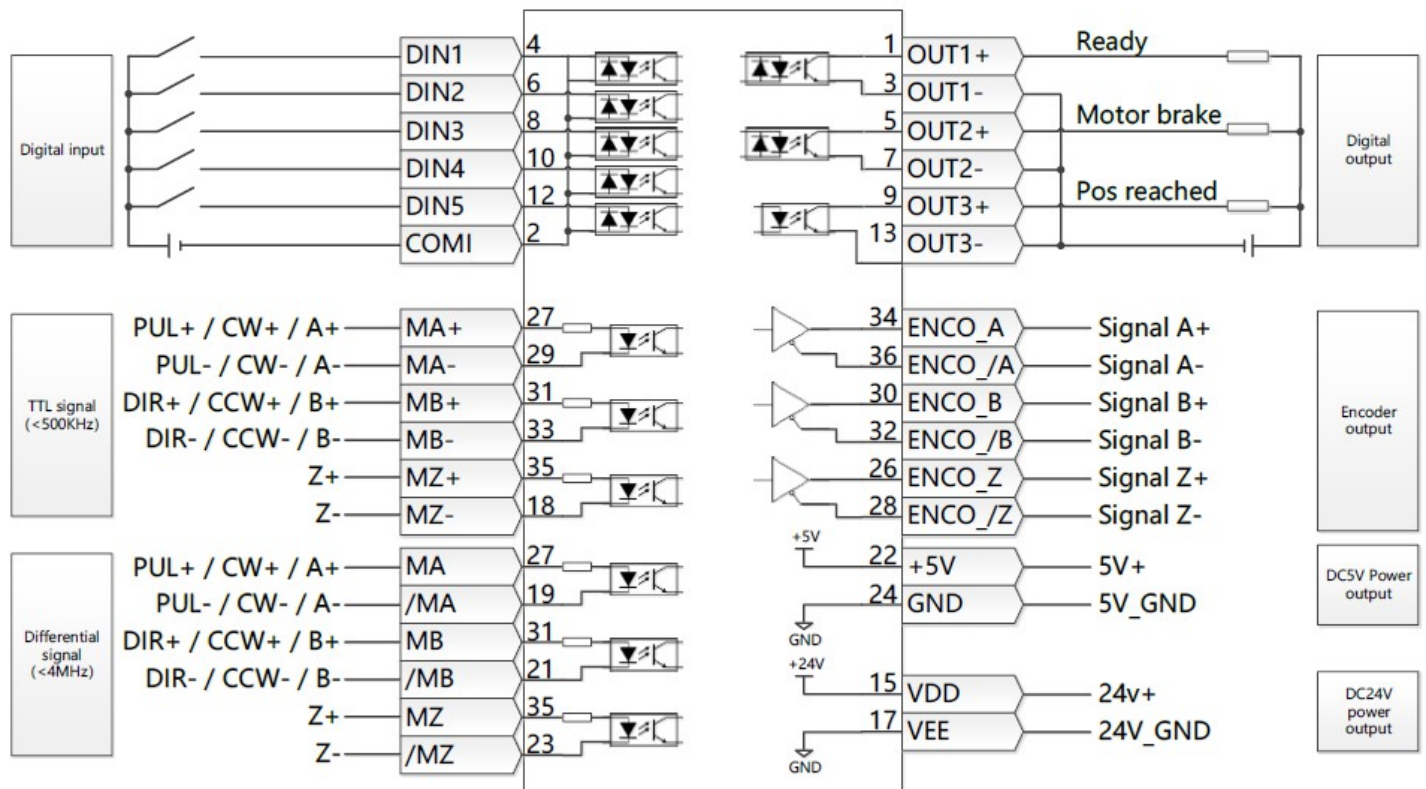 Digital input
DIN1 4
DIN2 6
DIN3 8
DIN4 10
DIN5 12
COMI 2
1 OUT1+ Ready
3 OUT1-
5 OUT2+ Motor brake
7 OUT2-
9 OUT3+ Pos reached
13 OUT3-
Digital
output
TTL signal
(<500KHz)
PUL+ / CW+ / A+ MA+ 27
PUL- / CW- / A- MA- 29
DIR+ / CCW+ / B+ MB+ 31
DIR- / CCW- / B- MB- 33
Z+ MZ+ 35
Z- MZ- 18
34 ENCO_A Signal A+
36 ENCO_/A Signal A-
30 ENCO_B Signal B+
32 ENCO_/B Signal B-
26 ENCO_Z Signal Z+
28 ENCO_/Z Signal Z-
Encoder
output
Differential
signal
(<4MHz)
PUL+ / CW+ / A+ MA 27
PUL- / CW- / A- /MA 19
DIR+ / CCW+ / B+ MB 31
DIR- / CCW- / B- /MB 21
Z+ MZ 35
Z- /MZ 23
+5V
22 +5V 5V+
24 GND 5V_GND
GND
DC5V Power
output
+24V
15 VDD 24v+
17 VEE 24V_GND
GND
DC24V
power
output